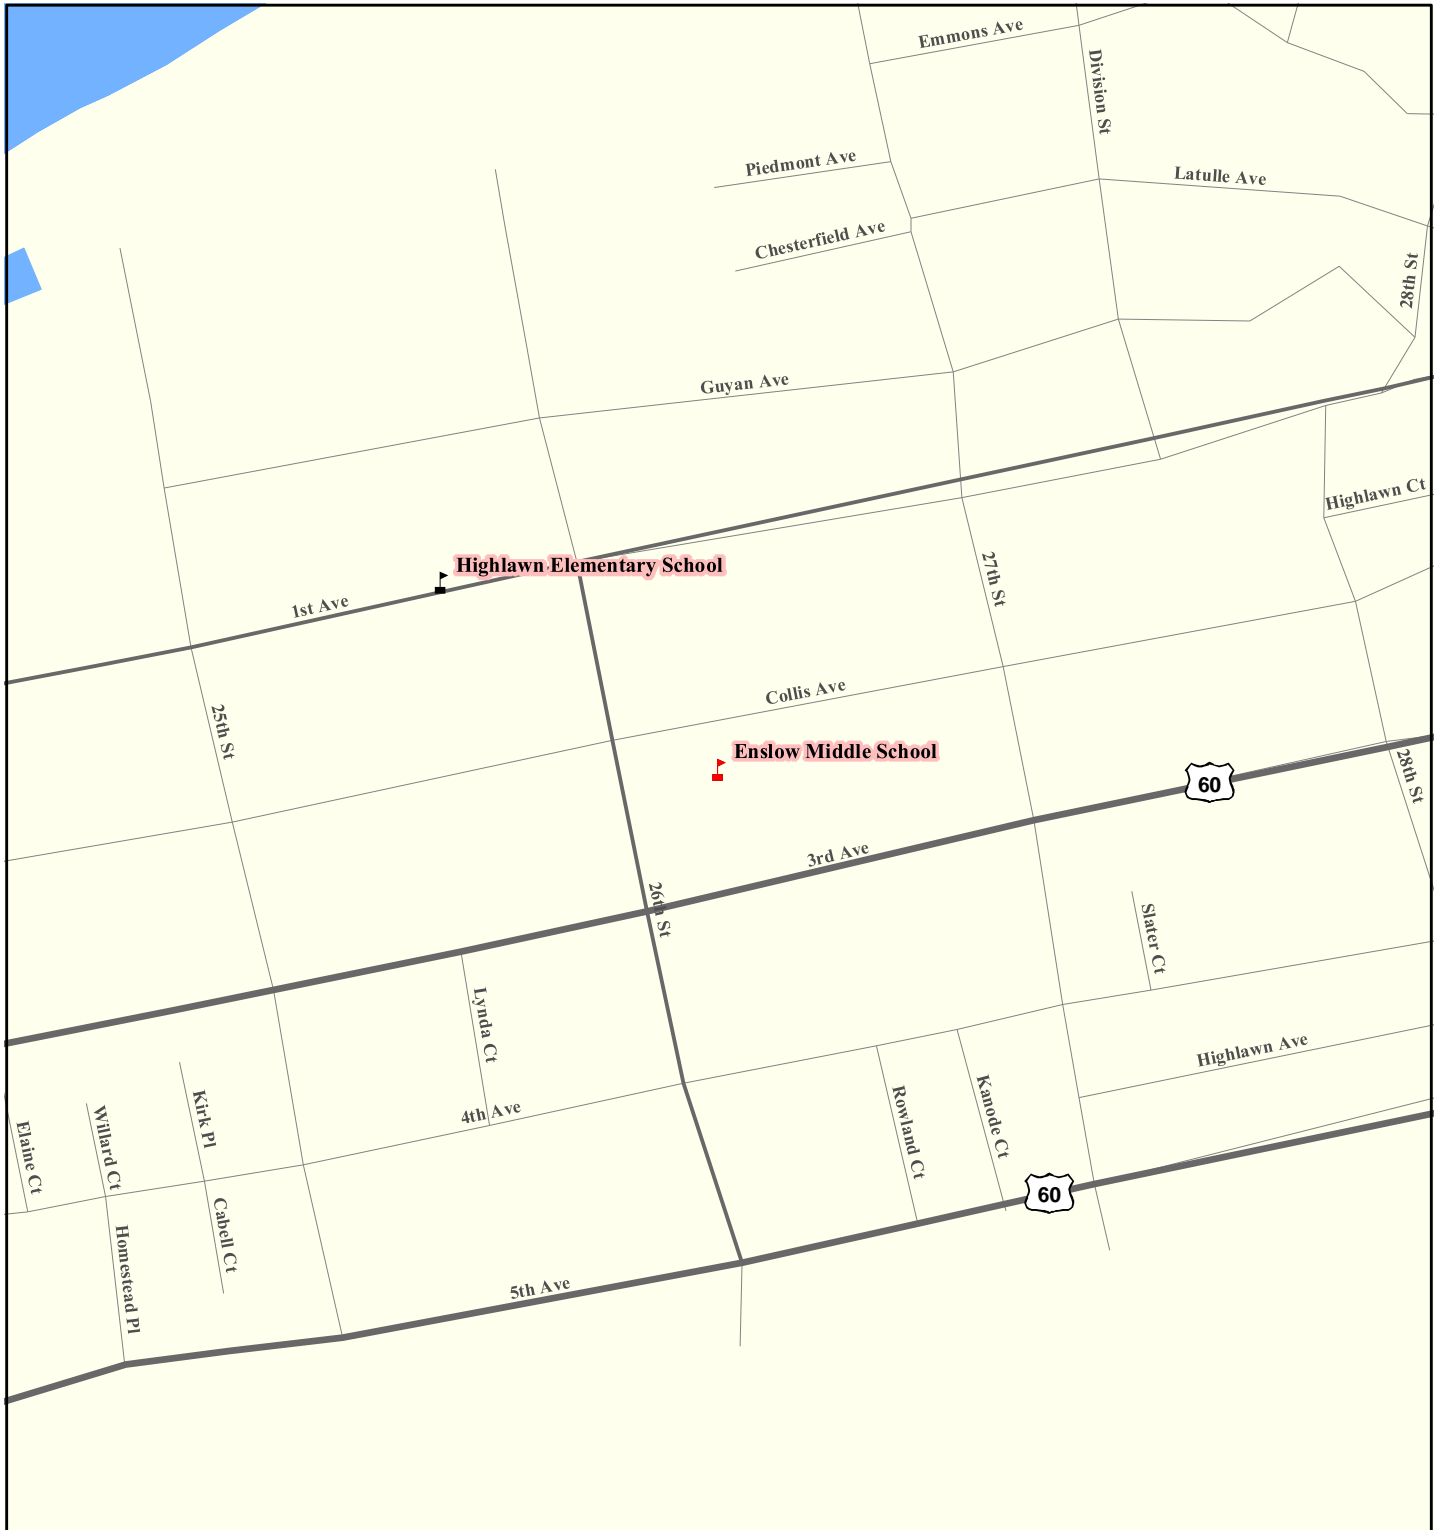 Emmons Ave
Division St
Piedmont Ave
Latulle Ave
Chesterfield Ave
28th St
Guyan Ave
Highlawn Ct
Highlawn Elementary School
27th St
1st Ave
Collis Ave
25th St
Enslow Middle School
60
28th St
3rd Ave
26th St
Slater Ct
Lynda Ct
Highlawn Ave
Kirk Pl
4th Ave
Kanode Ct
Rowland Ct
Willard Ct
Elaine Ct
60
Cabell Ct
Homestead Pl
5th Ave